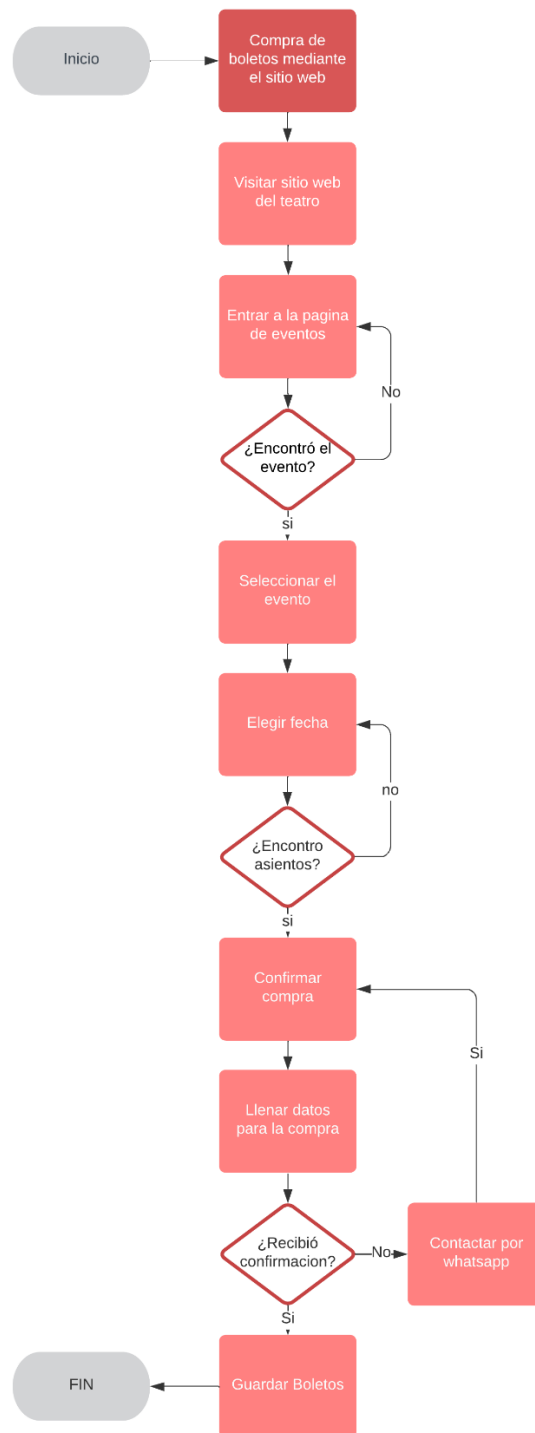 Inicio
Compra de
boletos mediante
el sitio web
Visitar sitio web
del teatro
Entrar a la pagina
de eventos
No
¿Encontró el
evento?
si
Seleccionar el
evento
Elegir fecha
no
¿Encontro
asientos?
si
Confirmar
compra
Si
Llenar datos
para la compra
¿Recibió
confirmacion?
No
Contactar por
whatsapp
Si
FIN
Guardar Boletos